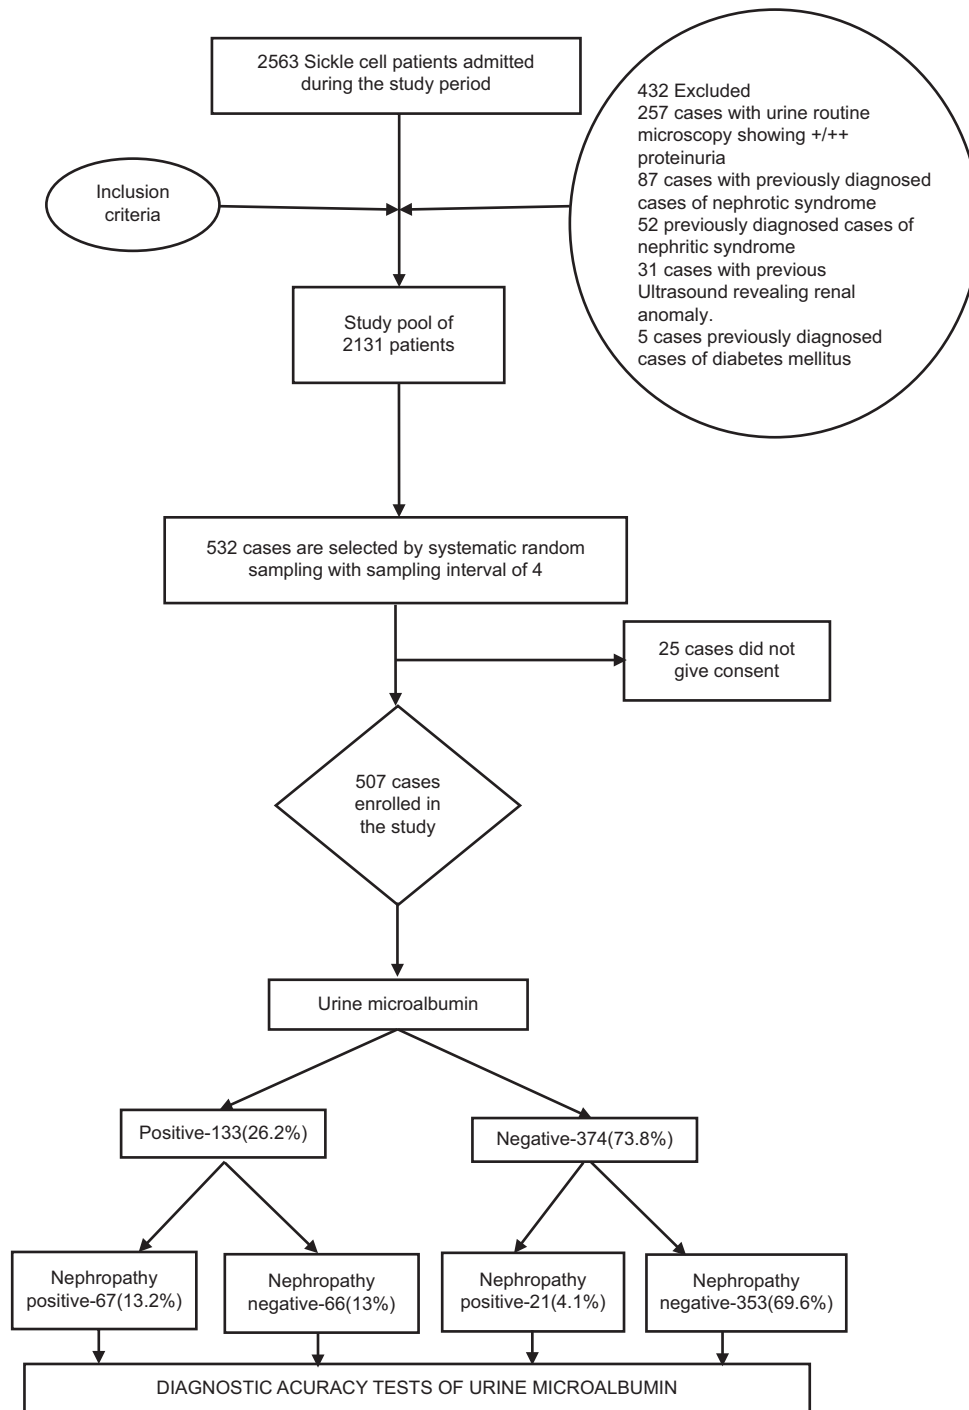 2563 Sickle cell patients admitted
during the study period
432 Excluded
257 cases with urine routine
microscopy showing +/++
proteinuria
87 cases with previously diagnosed
cases of nephrotic syndrome
52 previously diagnosed cases of
nephritic syndrome
31 cases with previous
Ultrasound revealing renal
anomaly.
5 cases previously diagnosed
cases of diabetes mellitus
Inclusion
criteria
Study pool of
2131 patients
532 cases are selected by systematic random
sampling with sampling interval of 4
25 cases did not
give consent
507 cases
enrolled in
the study
Urine microalbumin
Positive-133(26.2%)
Negative-374(73.8%)
Nephropathy
positive-67(13.2%)
Nephropathy
negative-66(13%)
Nephropathy
positive-21(4.1%)
Nephropathy
negative-353(69.6%)
DIAGNOSTIC ACURACY TESTS OF URINE MICROALBUMIN